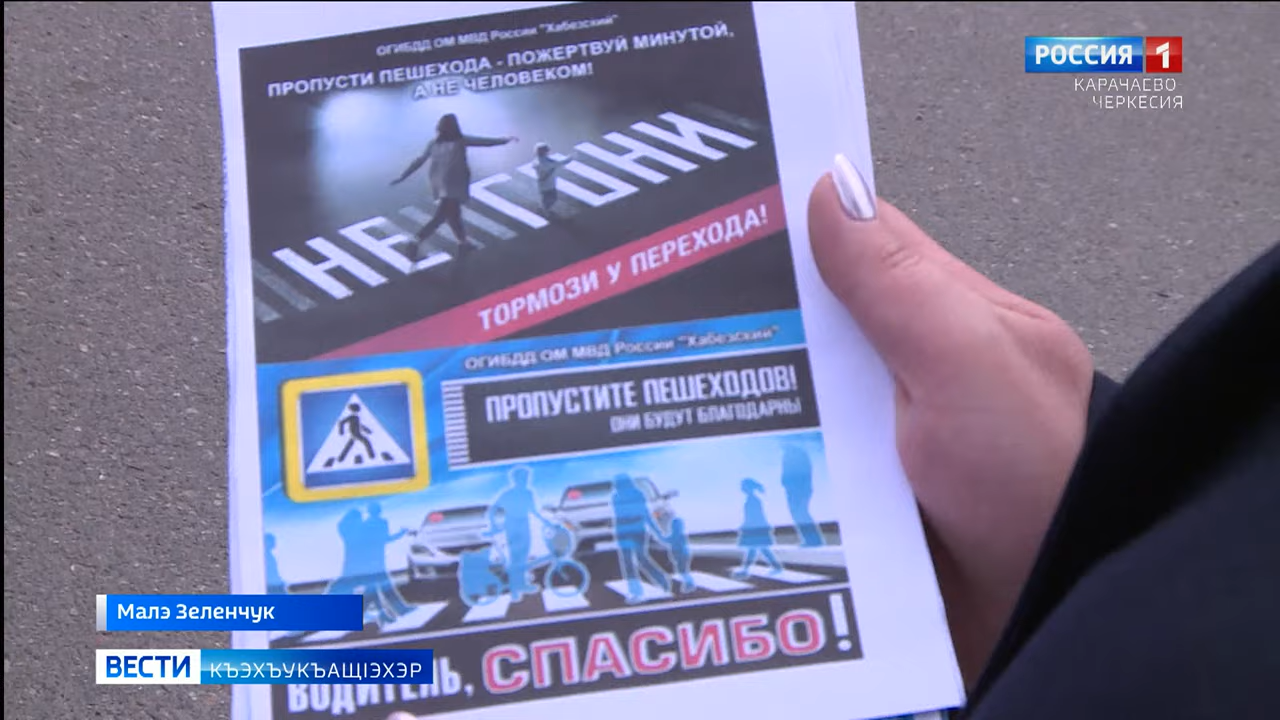 ОГИБДД ОМ МВД России "Хабезский"
ПРОПУСТИ ПЕШЕХОДА - ПОЖЕРТВУЙ МИНУТОЙ,
А НЕ ЧЕЛОВЕКОМ!
НЕ ГОНИ
ТОРМОЗИ У ПЕРЕХОДА!
ОГИБДД ОМ МВД России "Хабезский"
ПРОПУСТИТЕ ПЕШЕХОДОВ!
ОНИ БУДУТ БЛАГОДАРНЫ
ВОДИТЕЛЬ, СПАСИБО!
РОССИЯ 1
КАРАЧАЕВО
ЧЕРКЕСИЯ
Малэ Зеленчук
ВЕСТИ КЪЭХЪУКЪАЩІЭХЭР